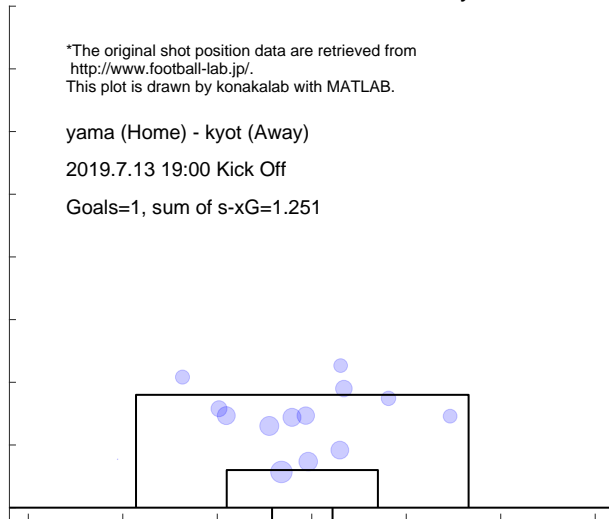 *The original shot position data are retrieved from
http://www.football-lab.jp/.
This plot is drawn by konakalab with MATLAB.
yama (Home) - kyot (Away)
2019.7.13 19:00 Kick Off
Goals=1, sum of s-xG=1.251